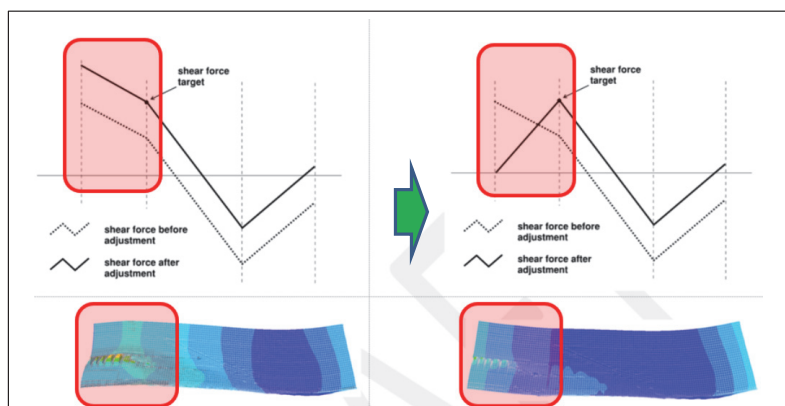 shear force
target
shear force before
adjustment
shear force after
adjustment
shear force
target
shear force before
adjustment
shear force after
adjustment